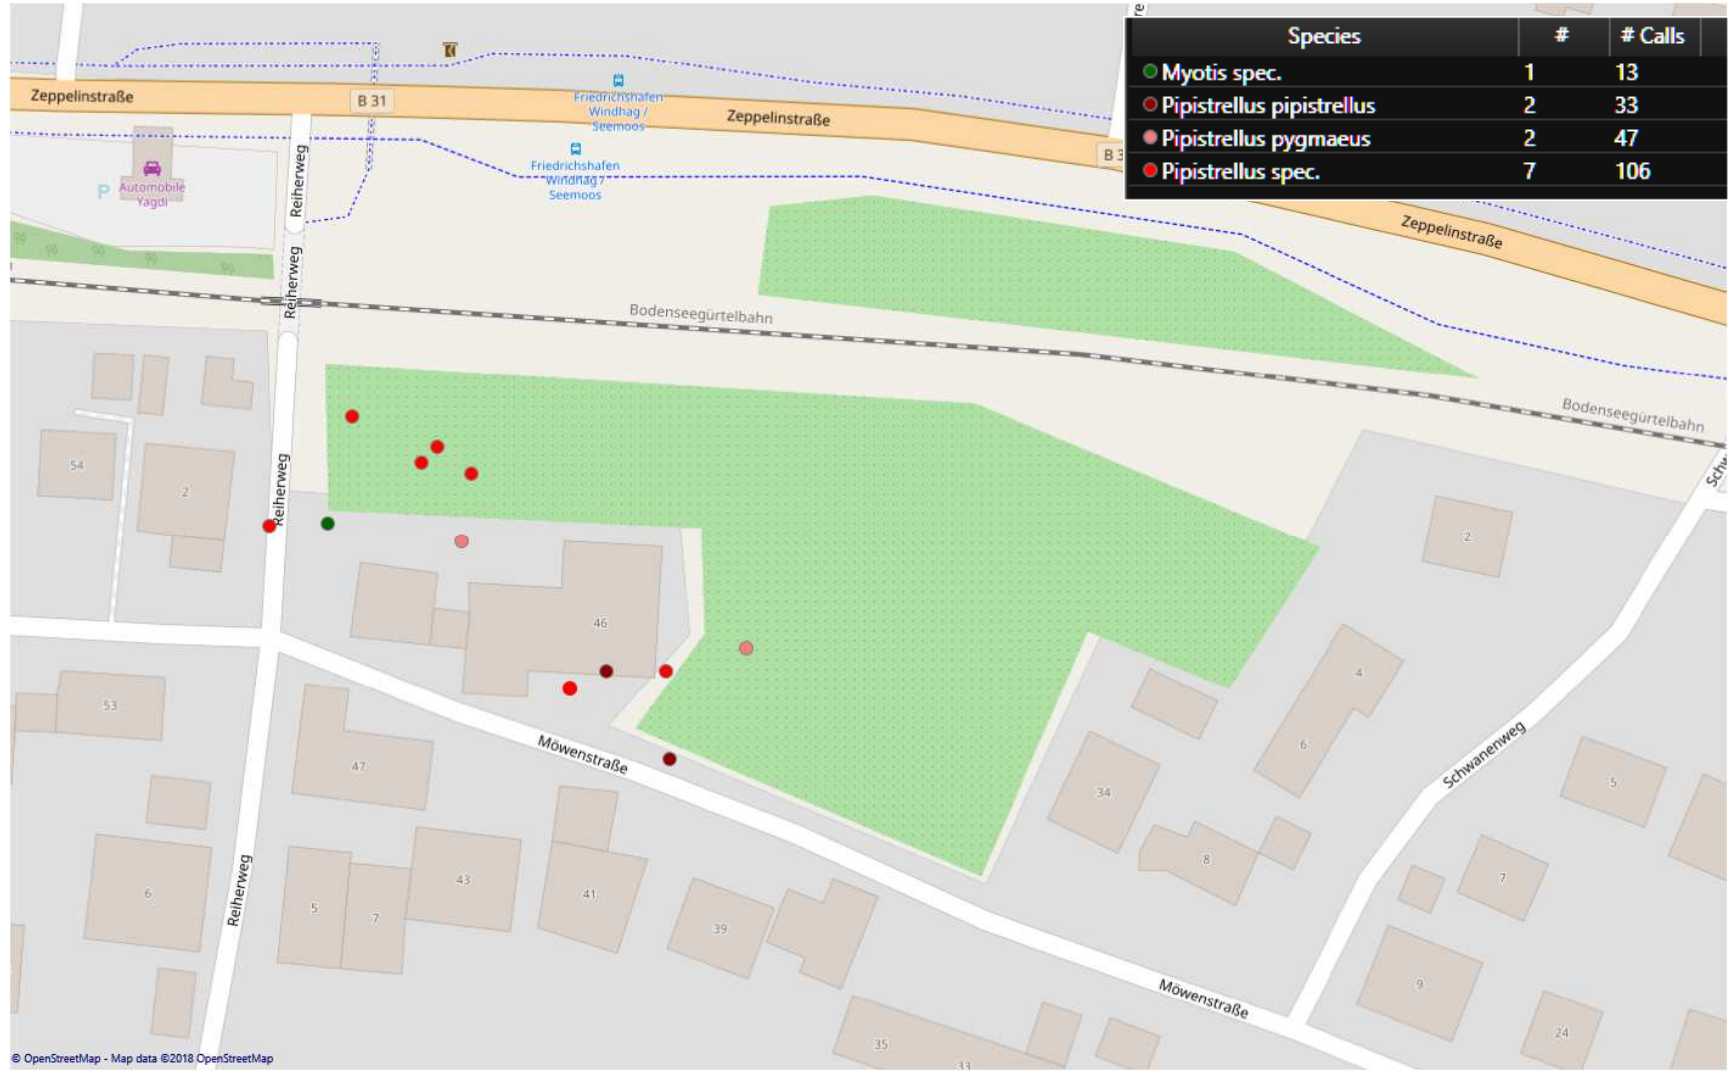 Species # # Calls
Myotis spec. 1 13
Pipistrellus pipistrellus 2 33
Pipistrellus pygmaeus 2 47
Pipistrellus spec. 7 106
re
Zeppelinstraße
B 31
Friedrichshafen
Windhag /
Seemoos
Zeppelinstraße
B 3
Friedrichshafen
Windhag /
Seemoos
Reiherweg
P
Automobile
Yagdi
Zeppelinstraße
Reiherweg
Bodenseegürtelbahn
Bodenseegürtelbahn
54
2
Reiherweg
Schw
2
46
4
53
6
Möwenstraße
47
Schwanenweg
5
34
8
7
6
Reiherweg
5
7
43
41
39
9
Möwenstraße
24
35
33
© OpenStreetMap - Map data ©2018 OpenStreetMap